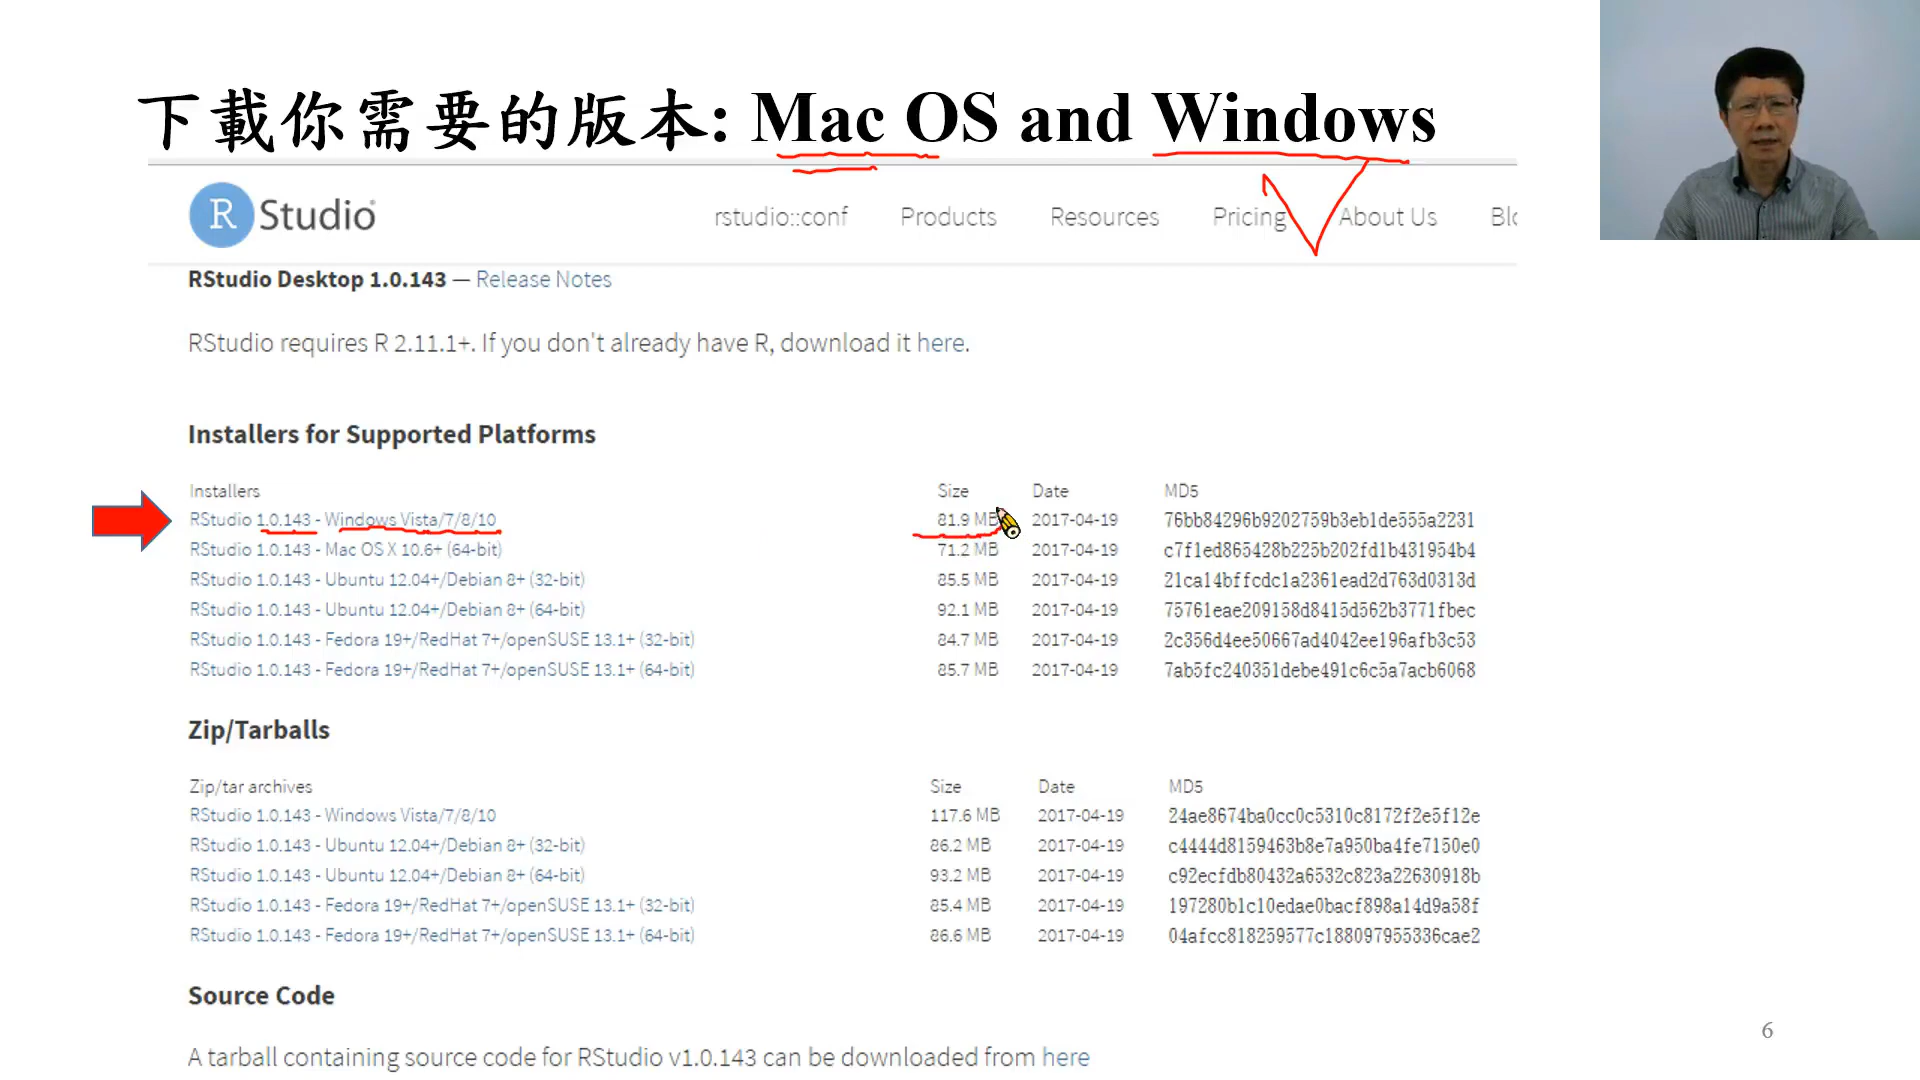 下載你需要的版本: Mac OS and Windows
R Studio
rstudio::conf Products Resources Pricing About Us Blo
RStudio Desktop 1.0.143 — Release Notes
RStudio requires R 2.11.1+. If you don't already have R, download it here.
Installers for Supported Platforms
Installers Size Date MD5
RStudio 1.0.143 - Windows Vista/7/8/10 81.9 MB 2017-04-19 76bb84296b9202759b3eb1de555a2231
RStudio 1.0.143 - Mac OS X 10.6+ (64-bit) 71.2 MB 2017-04-19 c7f1ed865428b225b202fd1b431954b4
RStudio 1.0.143 - Ubuntu 12.04+/Debian 8+ (32-bit) 85.5 MB 2017-04-19 21ca14bffcdc1a2361ead2d763d0313d
RStudio 1.0.143 - Ubuntu 12.04+/Debian 8+ (64-bit) 92.1 MB 2017-04-19 75761eae209158d8415d562b3771fbec
RStudio 1.0.143 - Fedora 19+/RedHat 7+/openSUSE 13.1+ (32-bit) 84.7 MB 2017-04-19 2c356d4ee50667ad4042ee196afb3c53
RStudio 1.0.143 - Fedora 19+/RedHat 7+/openSUSE 13.1+ (64-bit) 85.7 MB 2017-04-19 7ab5fc240351debe491c6c5a7acb6068
Zip/Tarballs
Zip/tar archives Size Date MD5
RStudio 1.0.143 - Windows Vista/7/8/10 117.6 MB 2017-04-19 24ae8674ba0cc0c5310c8172f2e5f12e
RStudio 1.0.143 - Ubuntu 12.04+/Debian 8+ (32-bit) 86.2 MB 2017-04-19 c4444d8159463b8e7a950ba4fe7150e0
RStudio 1.0.143 - Ubuntu 12.04+/Debian 8+ (64-bit) 93.2 MB 2017-04-19 c92ecfdb80432a6532c823a22630918b
RStudio 1.0.143 - Fedora 19+/RedHat 7+/openSUSE 13.1+ (32-bit) 85.4 MB 2017-04-19 197280b1c10edae0bacf898a14d9a58f
RStudio 1.0.143 - Fedora 19+/RedHat 7+/openSUSE 13.1+ (64-bit) 86.6 MB 2017-04-19 04afcc818259577c188097955336cae2
Source Code
A tarball containing source code for RStudio v1.0.143 can be downloaded from here
6